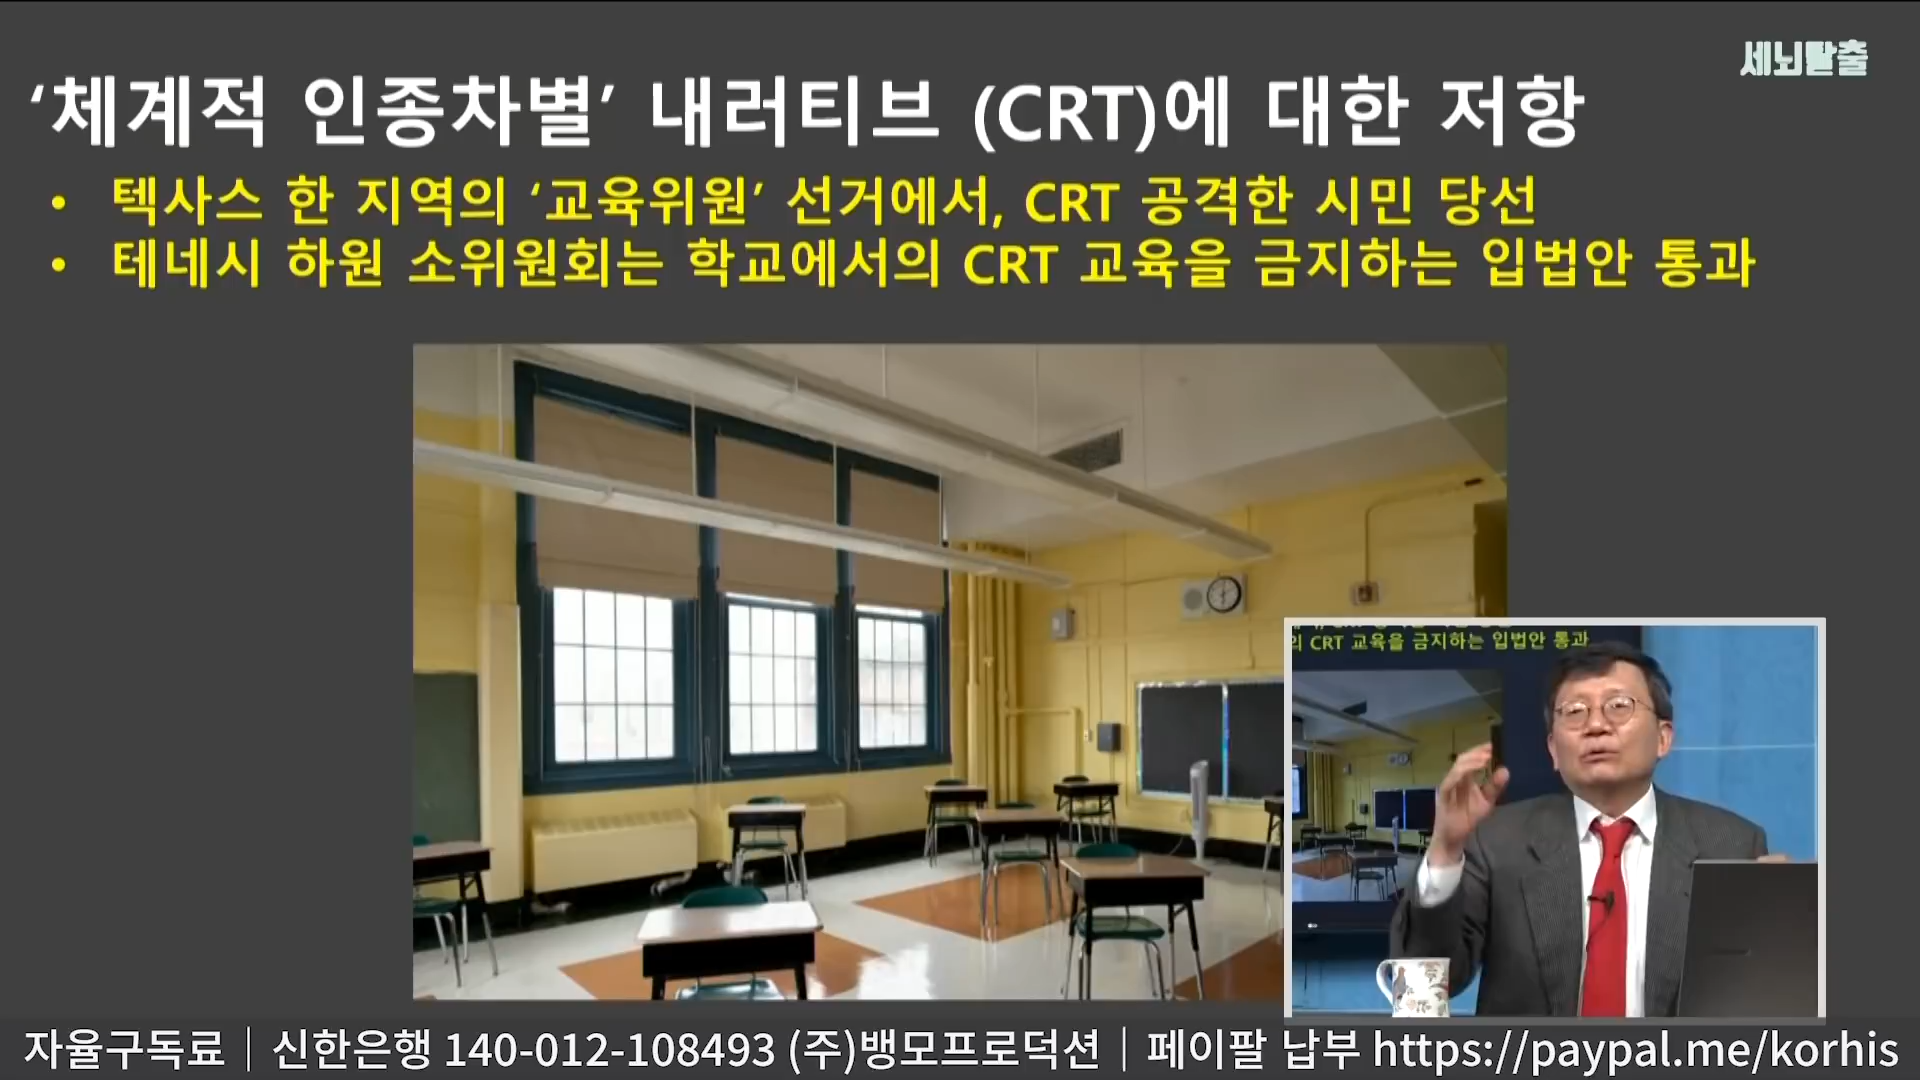 세뇌탈출
‘체계적 인종차별’ 내러티브 (CRT)에 대한 저항
• 텍사스 한 지역의 ‘교육위원’ 선거에서, CRT 공격한 시민 당선
• 테네시 하원 소위원회는 학교에서의 CRT 교육을 금지하는 입법안 통과
의 CRT 교육을 금지하는 입법안 통과
자율구독료 | 신한은행 140-012-108493 (주)뱅모프로덕션 | 페이팔 납부 https://paypal.me/korhis